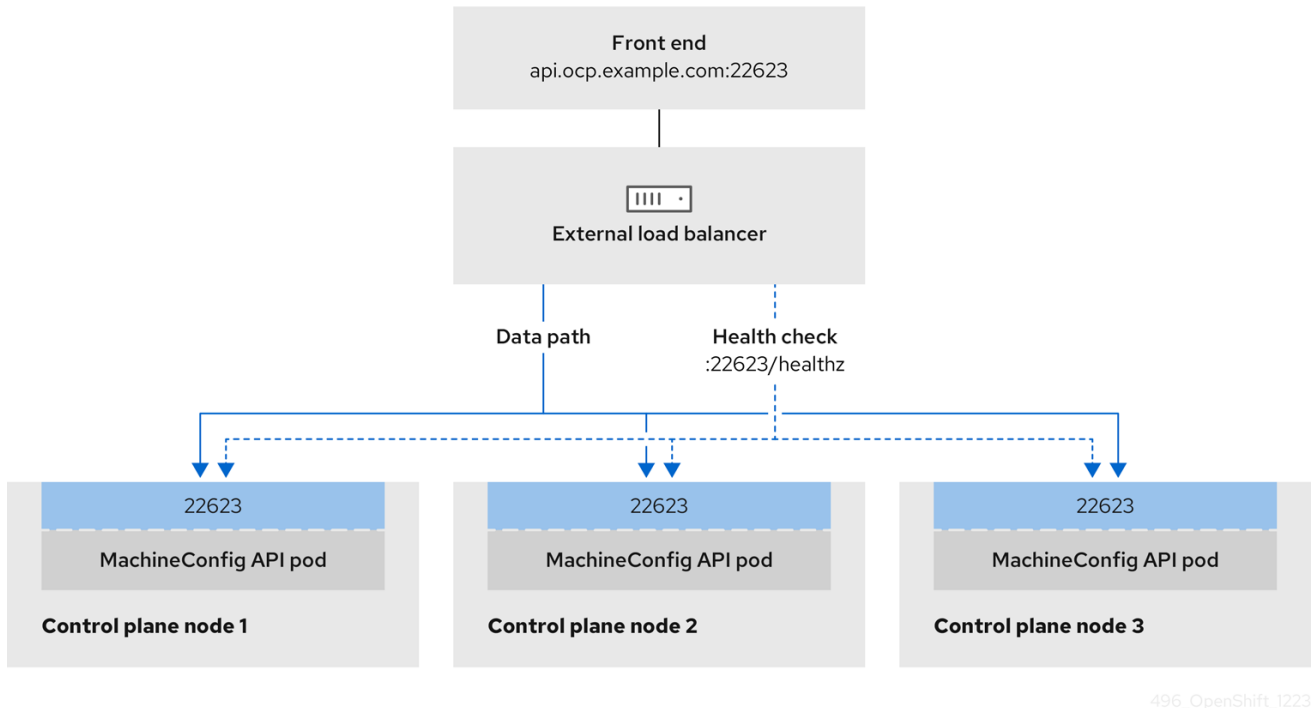 Front end
api.ocp.example.com:22623
External load balancer
Data path
Health check
:22623/healthz
22623
22623
22623
MachineConfig API pod
MachineConfig API pod
MachineConfig API pod
Control plane node 1
Control plane node 2
Control plane node 3
496_OpenShift_1223